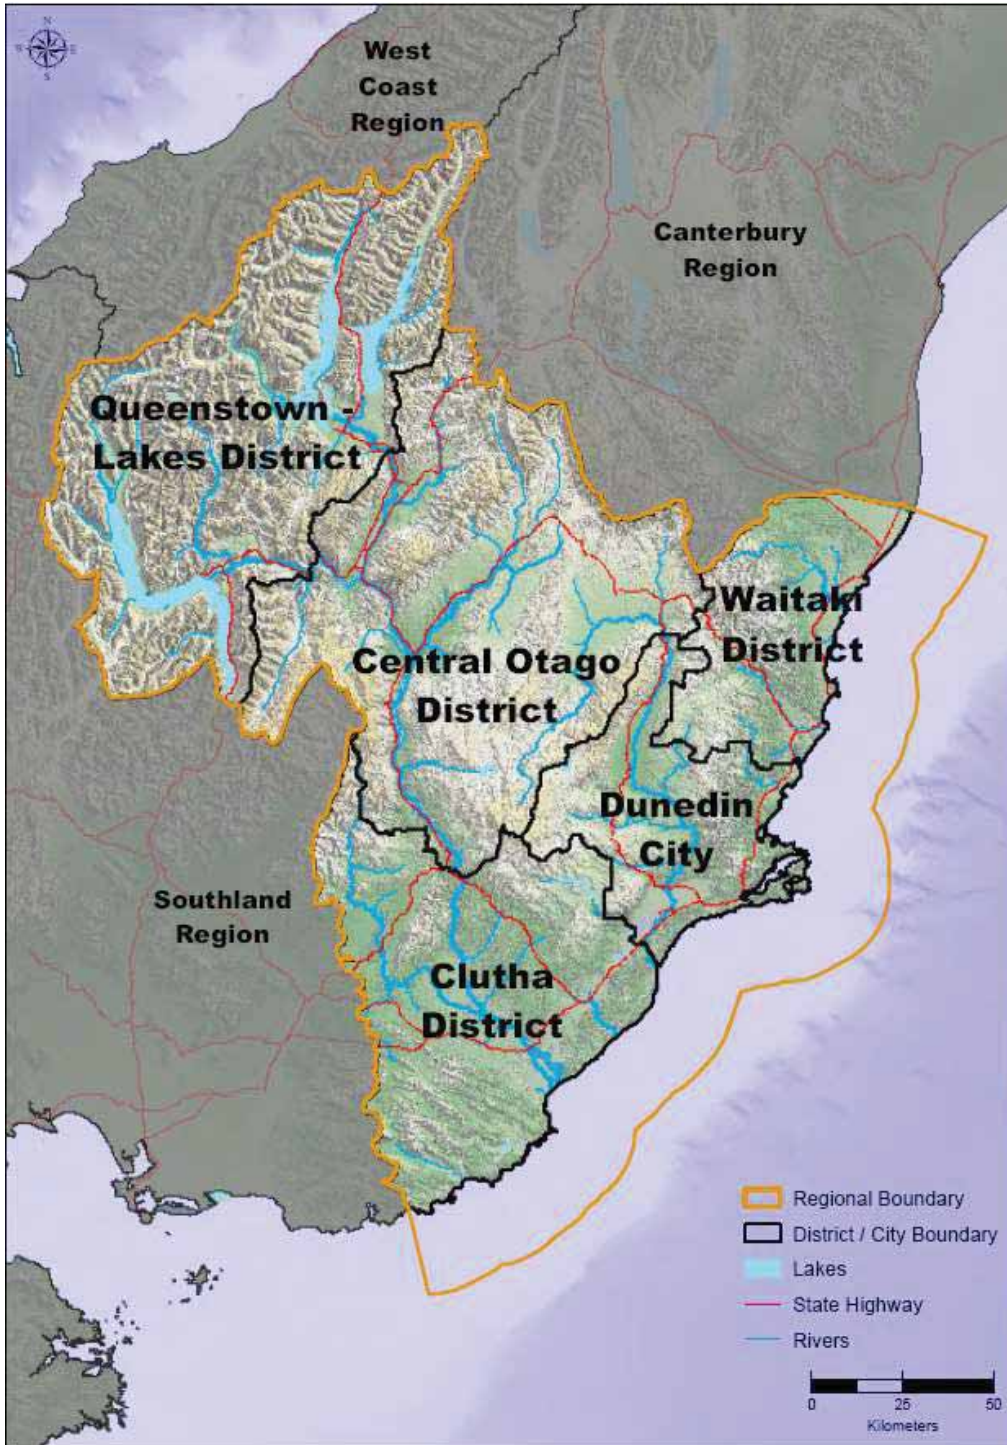 N
W E
S
West
Coast
Region
Canterbury
Region
Queenstown -
Lakes District
Waitaki
District
Central Otago
District
Dunedin
City
Southland
Region
Clutha
District
Regional Boundary
District / City Boundary
Lakes
State Highway
Rivers
0 25 50
Kilometers